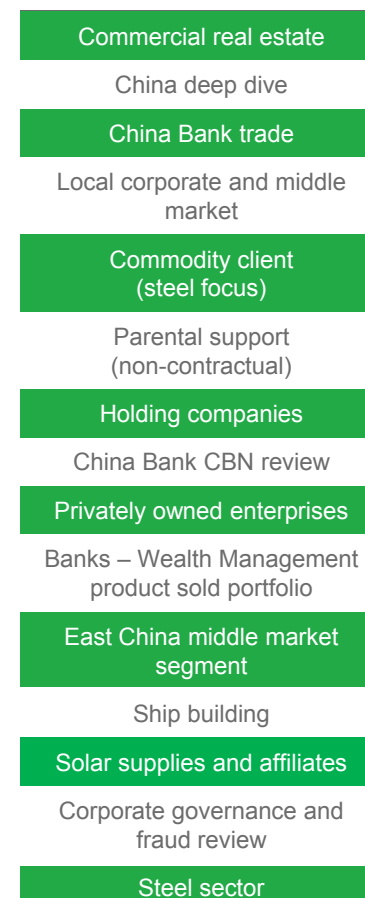 Commercial real estate
China deep dive
China Bank trade
Local corporate and middle
market
Commodity client
(steel focus)
Parental support
(non-contractual)
Holding companies
China Bank CBN review
Privately owned enterprises
Banks – Wealth Management
product sold portfolio
East China middle market
segment
Ship building
Solar supplies and affiliates
Corporate governance and
fraud review
Steel sector